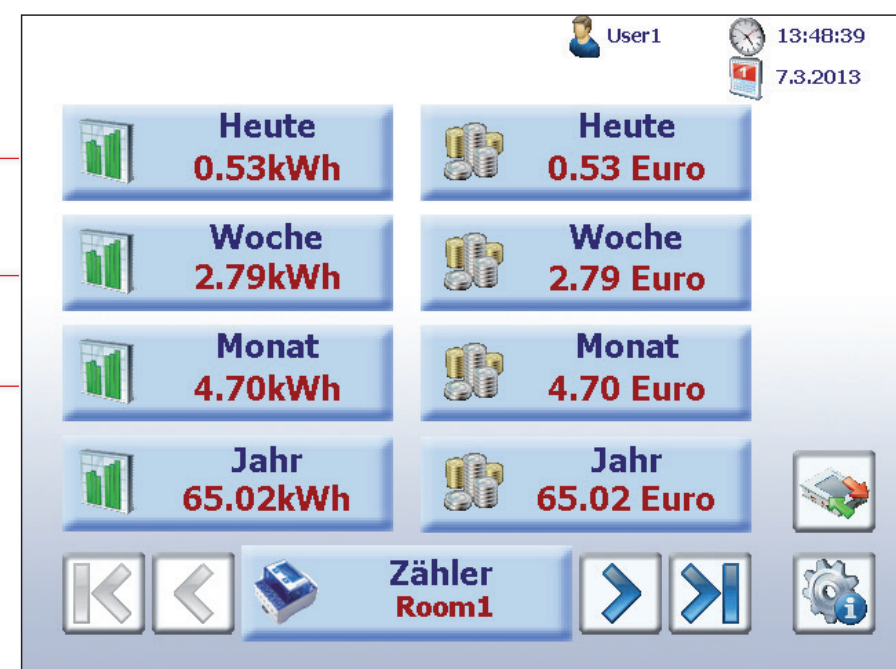 User1
13:48:39
7.3.2013
Heute
0.53kWh
Heute
0.53 Euro
Woche
2.79kWh
Woche
2.79 Euro
Monat
4.70kWh
Monat
4.70 Euro
Jahr
65.02kWh
Jahr
65.02 Euro
Zähler
Room1